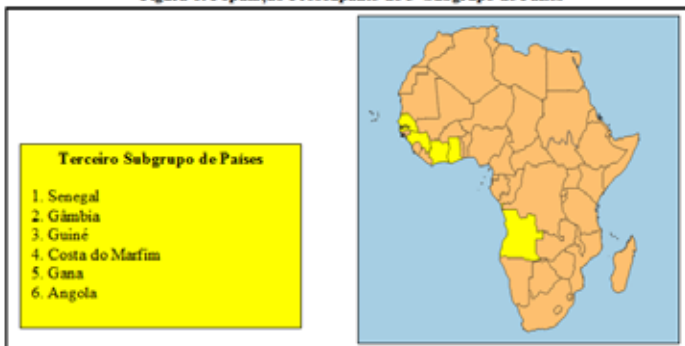 Terceiro Subgrupo de Países
1. Senegal
2. Gâmbia
3. Guiné
4. Costa do Marfim
5. Gana
6. Angola